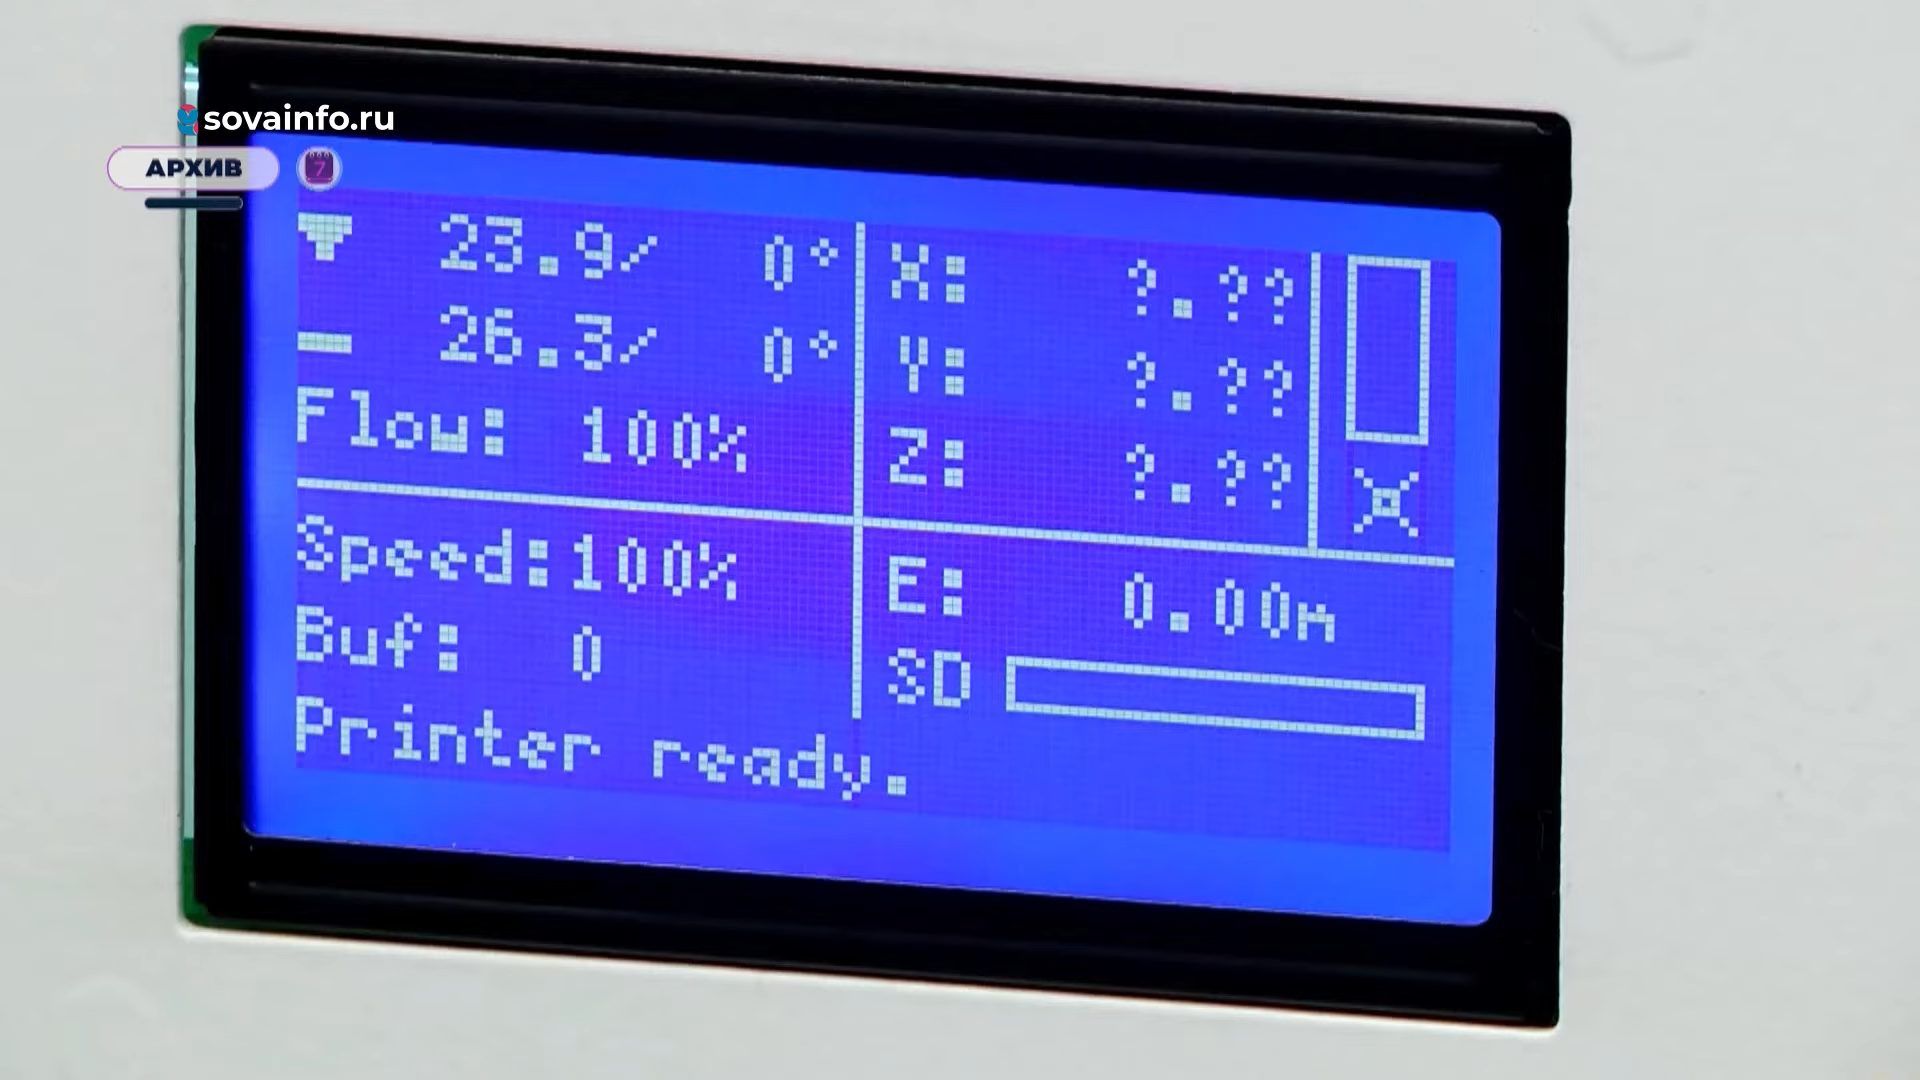 sovainfo.ru
АРХИВ
7
23.9/ 0°
26.3/ 0°
Flow: 100%
X: ?.??
Y: ?.??
Z: ?.??
Speed:100%
Buf: 0
E: 0.00m
SD
Printer ready.